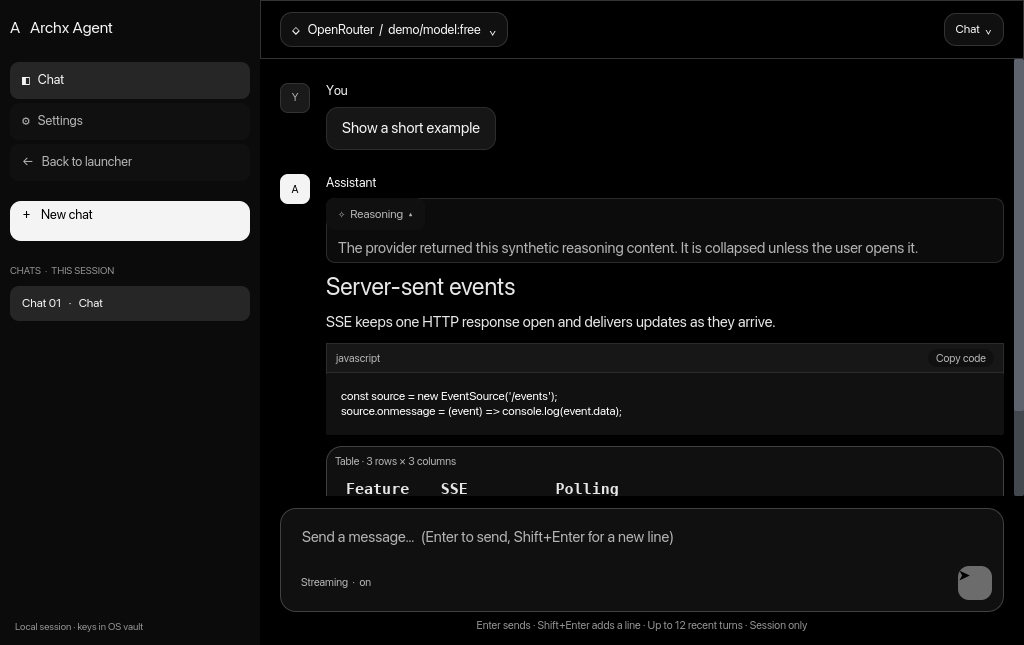 A Archx Agent
Chat
Settings
← Back to launcher
+ New chat
CHATS · THIS SESSION
Chat 01 · Chat
Local session · keys in OS vault
OpenRouter / demo/model:free
Chat
Y
You
Show a short example
A
Assistant
Reasoning
The provider returned this synthetic reasoning content. It is collapsed unless the user opens it.
Server-sent events
SSE keeps one HTTP response open and delivers updates as they arrive.
javascript
Copy code
const source = new EventSource('/events');
source.onmessage = (event) => console.log(event.data);
Table · 3 rows × 3 columns
Feature SSE Polling
Send a message... (Enter to send, Shift+Enter for a new line)
Streaming · on
Enter sends · Shift+Enter adds a line · Up to 12 recent turns · Session only